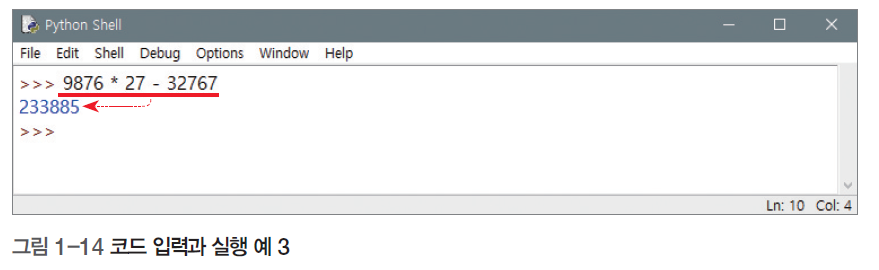 Python Shell
File Edit Shell Debug Options Window Help
>>> 9876 * 27 - 32767
233885
>>>
Ln: 10 Col: 4
그림 1-14 코드 입력과 실행 예 3